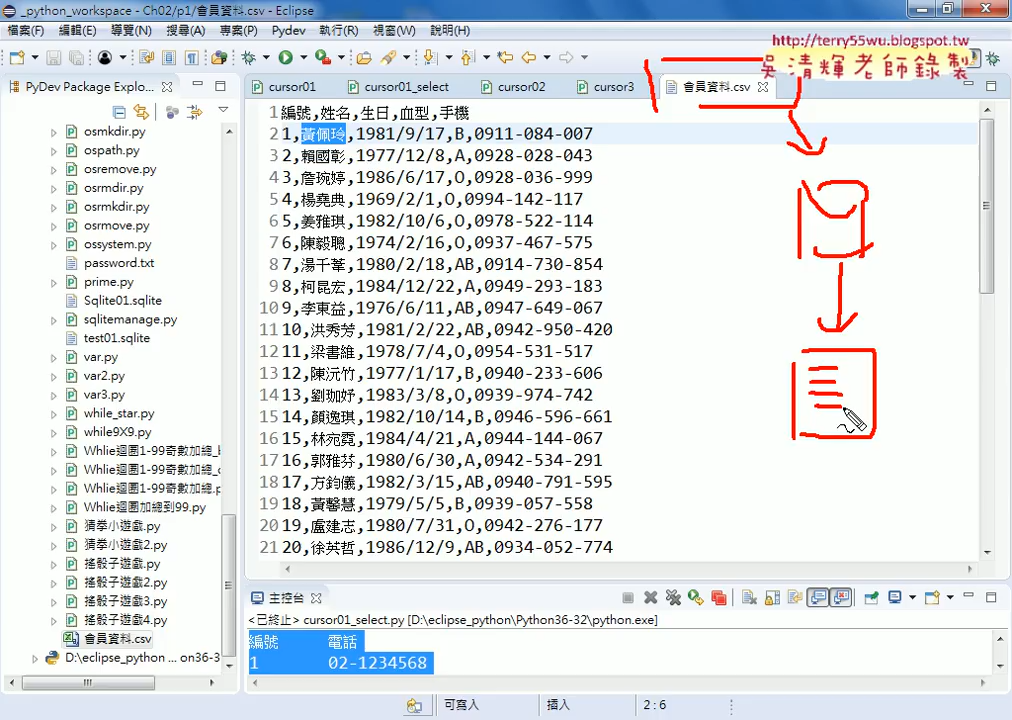 _python_workspace - Ch02/p1/會員資料.csv - Eclipse
檔案(F) 編輯(E) 導覽(N) 搜尋(A) 專案(P) Pydev 執行(R) 視窗(W) 說明(H)
http://terry55wu.blogspot.tw
吳清輝老師錄製
PyDev Package Explo...
cursor01 cursor01_select cursor02 cursor3 會員資料.csv
osmkdir.py
ospath.py
osremove.py
osrmdir.py
osrmkdir.py
osrmove.py
ossystem.py
password.txt
prime.py
Sqlite01.sqlite
sqlitemanage.py
test01.sqlite
var.py
var2.py
var3.py
while_star.py
while9X9.py
Whlie迴圈1-99奇數加總_
Whlie迴圈1-99奇數加總_
Whlie迴圈1-99奇數加總.p
Whlie迴圈加總到99.py
猜拳小遊戲.py
猜拳小遊戲2.py
搖骰子遊戲.py
搖骰子遊戲2.py
搖骰子遊戲3.py
搖骰子遊戲4.py
會員資料.csv
D:\eclipse_python ... on36-3
1 編號,姓名,生日,血型,手機
2 1,黃佩玲,1981/9/17,B,0911-084-007
3 2,賴國彰,1977/12/8,A,0928-028-043
4 3,詹琬婷,1986/6/17,O,0928-036-999
5 4,楊堯典,1969/2/1,O,0994-142-117
6 5,姜雅琪,1982/10/6,O,0978-522-114
7 6,陳毅聰,1974/2/16,O,0937-467-575
8 7,湯千葦,1980/2/18,AB,0914-730-854
9 8,柯昆宏,1984/12/22,A,0949-293-183
10 9,李東益,1976/6/11,AB,0947-649-067
11 10,洪秀芳,1981/2/22,AB,0942-950-420
12 11,梁書維,1978/7/4,O,0954-531-517
13 12,陳沅竹,1977/1/17,B,0940-233-606
14 13,劉珈妤,1983/3/8,O,0939-974-742
15 14,顏逸琪,1982/10/14,B,0946-596-661
16 15,林宛霓,1984/4/21,A,0944-144-067
17 16,郭雅芬,1980/6/30,A,0942-534-291
18 17,方鈞儀,1982/3/15,AB,0940-791-595
19 18,黃馨慧,1979/5/5,B,0939-057-558
20 19,盧建志,1980/7/31,O,0942-276-177
21 20,徐英哲,1986/12/9,AB,0934-052-774
主控台
<已終止> cursor01_select.py [D:\eclipse_python\Python36-32\python.exe]
編號 電話
1 02-1234568
可寫入 插入 2:6